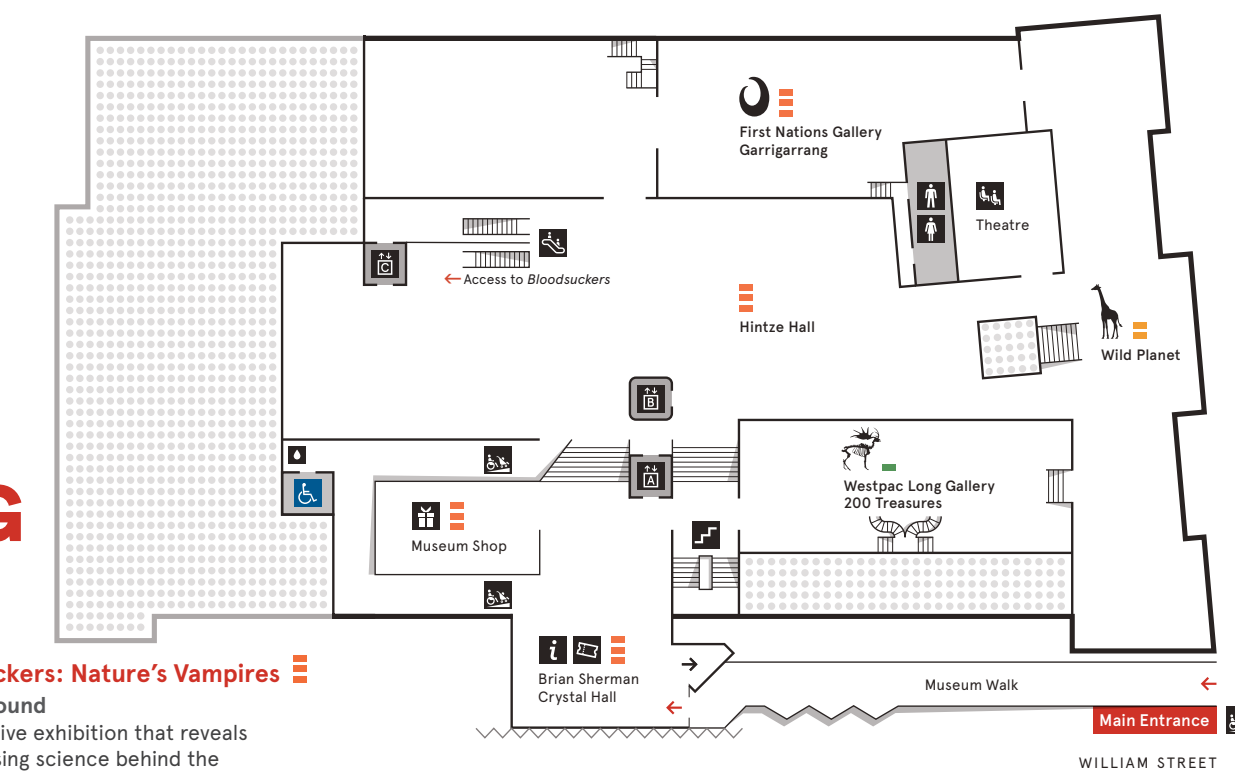 First Nations Gallery
Garrigarrang
Theatre
C
Access to Bloodsuckers
Hintze Hall
Wild Planet
B
A
Westpac Long Gallery
200 Treasures
G
Museum Shop
i
Brian Sherman
Crystal Hall
ckers: Nature's Vampires
ound
ive exhibition that reveals
sing science behind the
Museum Walk
Main Entrance
WILLIAM STREET